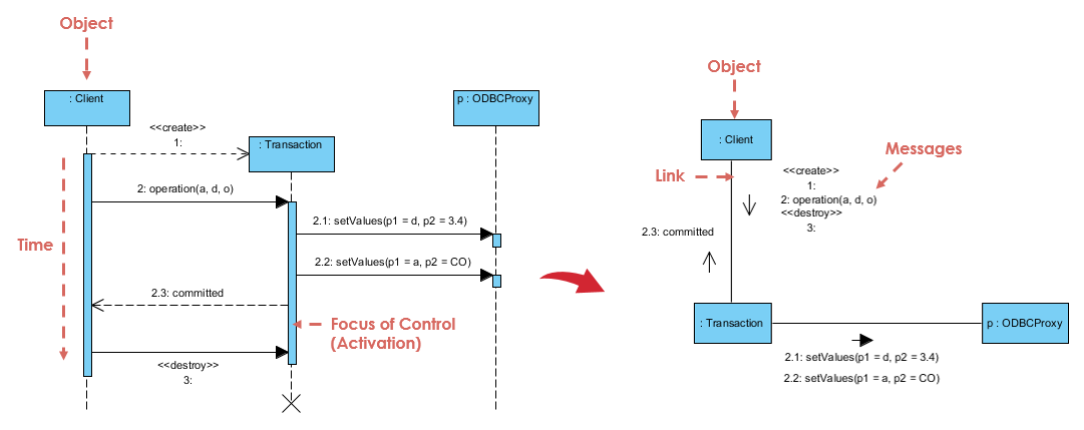 Object
: Client
p : ODBCProxy
<<create>>
1:
: Transaction
2: operation(a, d, o)
2.1: setValues(p1 = d, p2 = 3.4)
Time
2.2: setValues(p1 = a, p2 = CO)
2.3: committed
Focus of Control
(Activation)
<<destroy>>
3:
Object
: Client
Messages
Link
<<create>>
1:
2: operation(a, d, o)
<<destroy>>
3:
2.3: committed
: Transaction
p : ODBCProxy
2.1: setValues(p1 = d, p2 = 3.4)
2.2: setValues(p1 = a, p2 = CO)